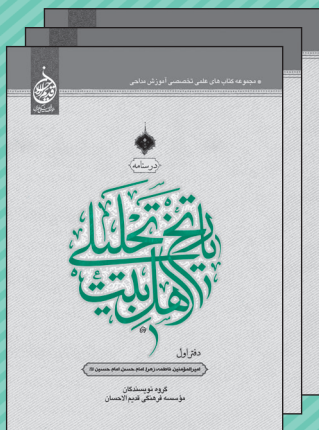 ● مجموعه کتاب های علمی تخصصی آموزش مداحی
درسنامه
تاریخ تحلیلی
اهل بیت
دفتر اول
امیرالمؤمنین، فاطمه زهرا، امام حسن، امام حسین
گروه نویسندگان
مؤسسه فرهنگی قدیم الاحسان